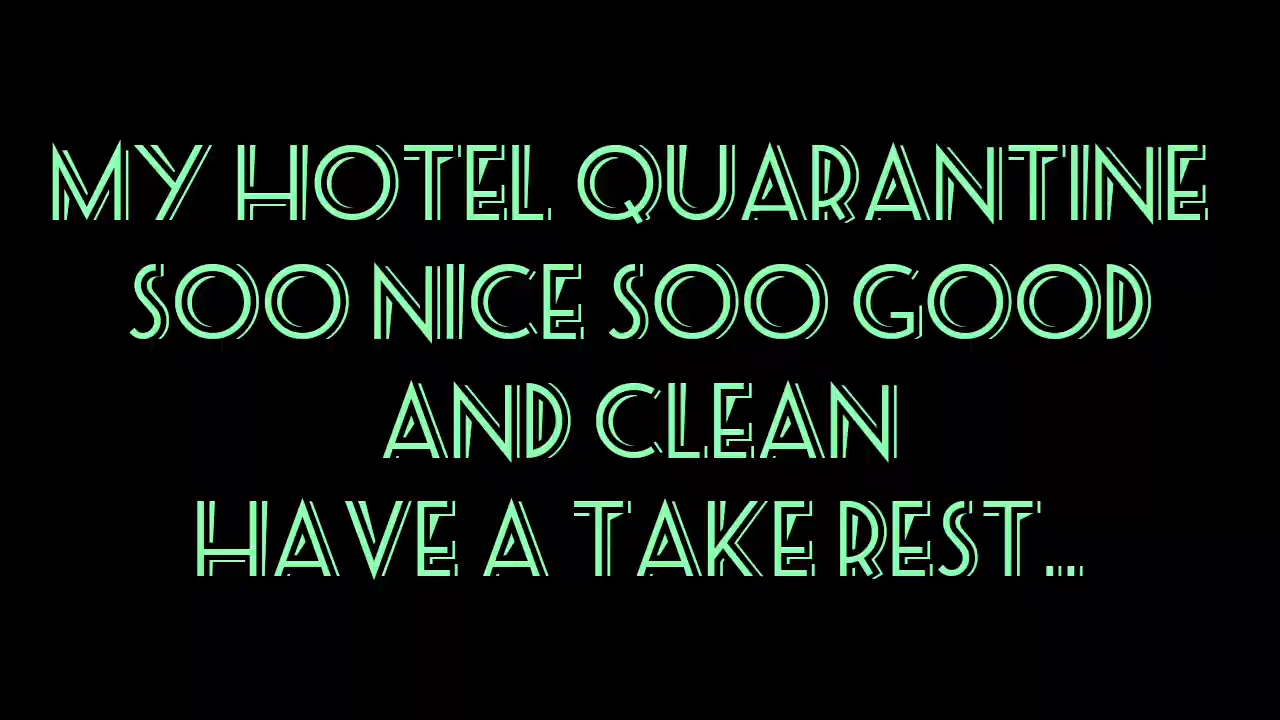 MY HOTEL QUARANTINE
SOO NICE SOO GOOD
AND CLEAN
HAVE A TAKE REST...